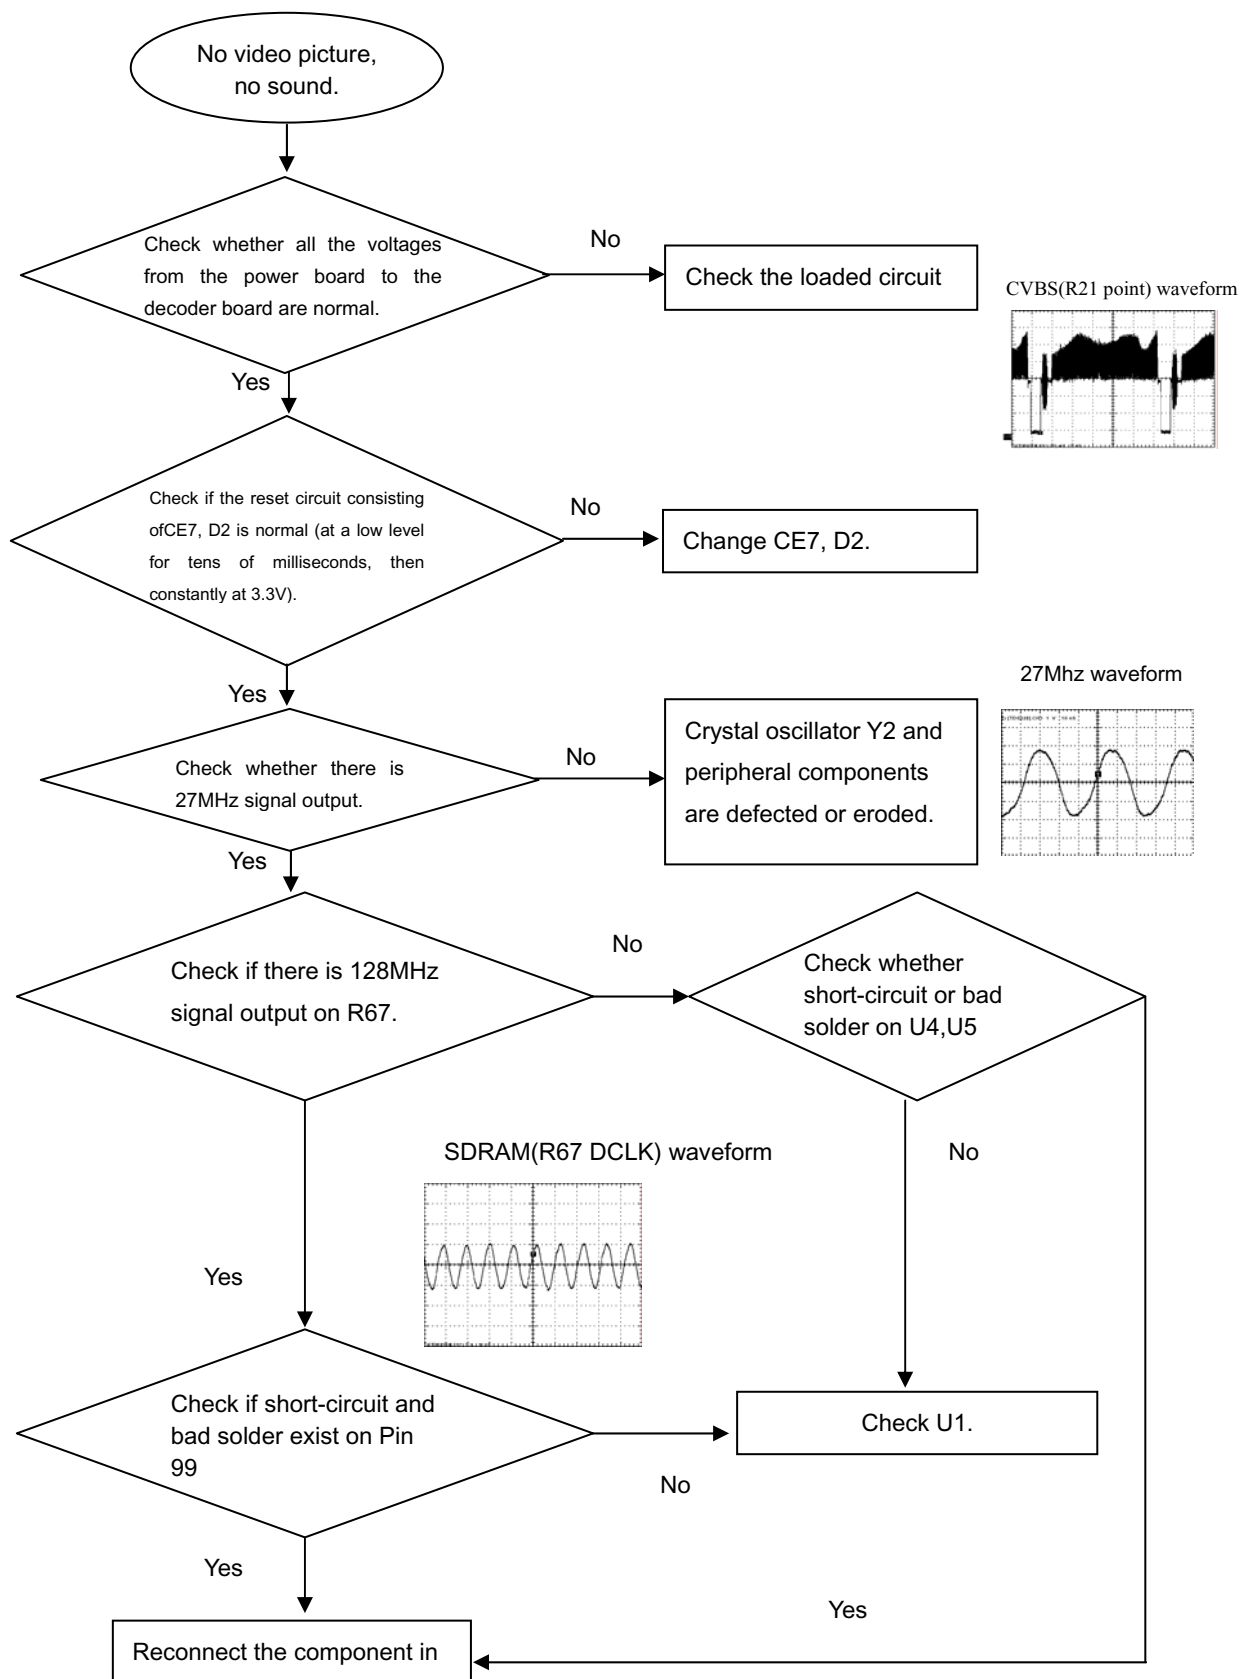 No video picture,
no sound.
Check whether all the voltages
from the power board to the
decoder board are normal.
No
Check the loaded circuit
CVBS(R21 point) waveform
Yes
Check if the reset circuit consisting
ofCE7, D2 is normal (at a low level
for tens of milliseconds, then
constantly at 3.3V).
No
Change CE7, D2.
Yes
27Mhz waveform
Check whether there is
27MHz signal output.
No
Crystal oscillator Y2 and
peripheral components
are defected or eroded.
Yes
Check if there is 128MHz
signal output on R67.
No
Check whether
short-circuit or bad
solder on U4,U5
SDRAM(R67 DCLK) waveform
No
Yes
Check if short-circuit and
bad solder exist on Pin
99
No
Check U1.
Yes
Yes
Reconnect the component in